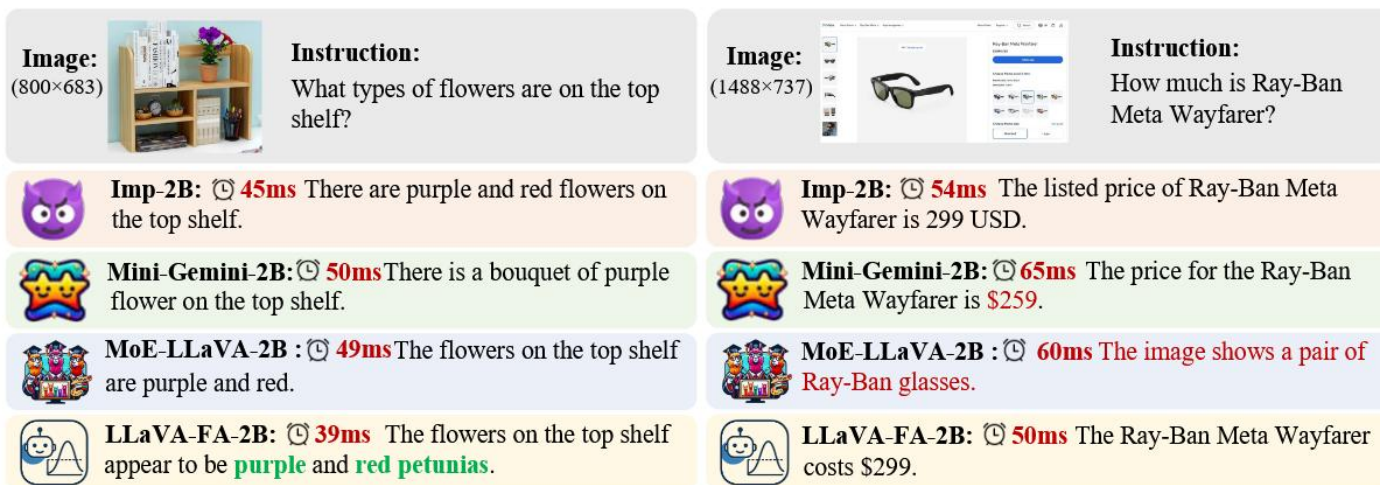 Image:
(800×683)
Instruction:
What types of flowers are on the top
shelf?
Imp-2B: 45ms There are purple and red flowers on
the top shelf.
Mini-Gemini-2B: 50ms There is a bouquet of purple
flower on the top shelf.
MoE-LLaVA-2B : 49ms The flowers on the top shelf
are purple and red.
LLaVA-FA-2B: 39ms The flowers on the top shelf
appear to be purple and red petunias.
Image:
(1488×737)
Ray-Ban Meta Wayfarer
Instruction:
How much is Ray-Ban
Meta Wayfarer?
Imp-2B: 54ms The listed price of Ray-Ban Meta
Wayfarer is 299 USD.
Mini-Gemini-2B: 65ms The price for the Ray-Ban
Meta Wayfarer is $259.
MoE-LLaVA-2B : 60ms The image shows a pair of
Ray-Ban glasses.
LLaVA-FA-2B: 50ms The Ray-Ban Meta Wayfarer
costs $299.